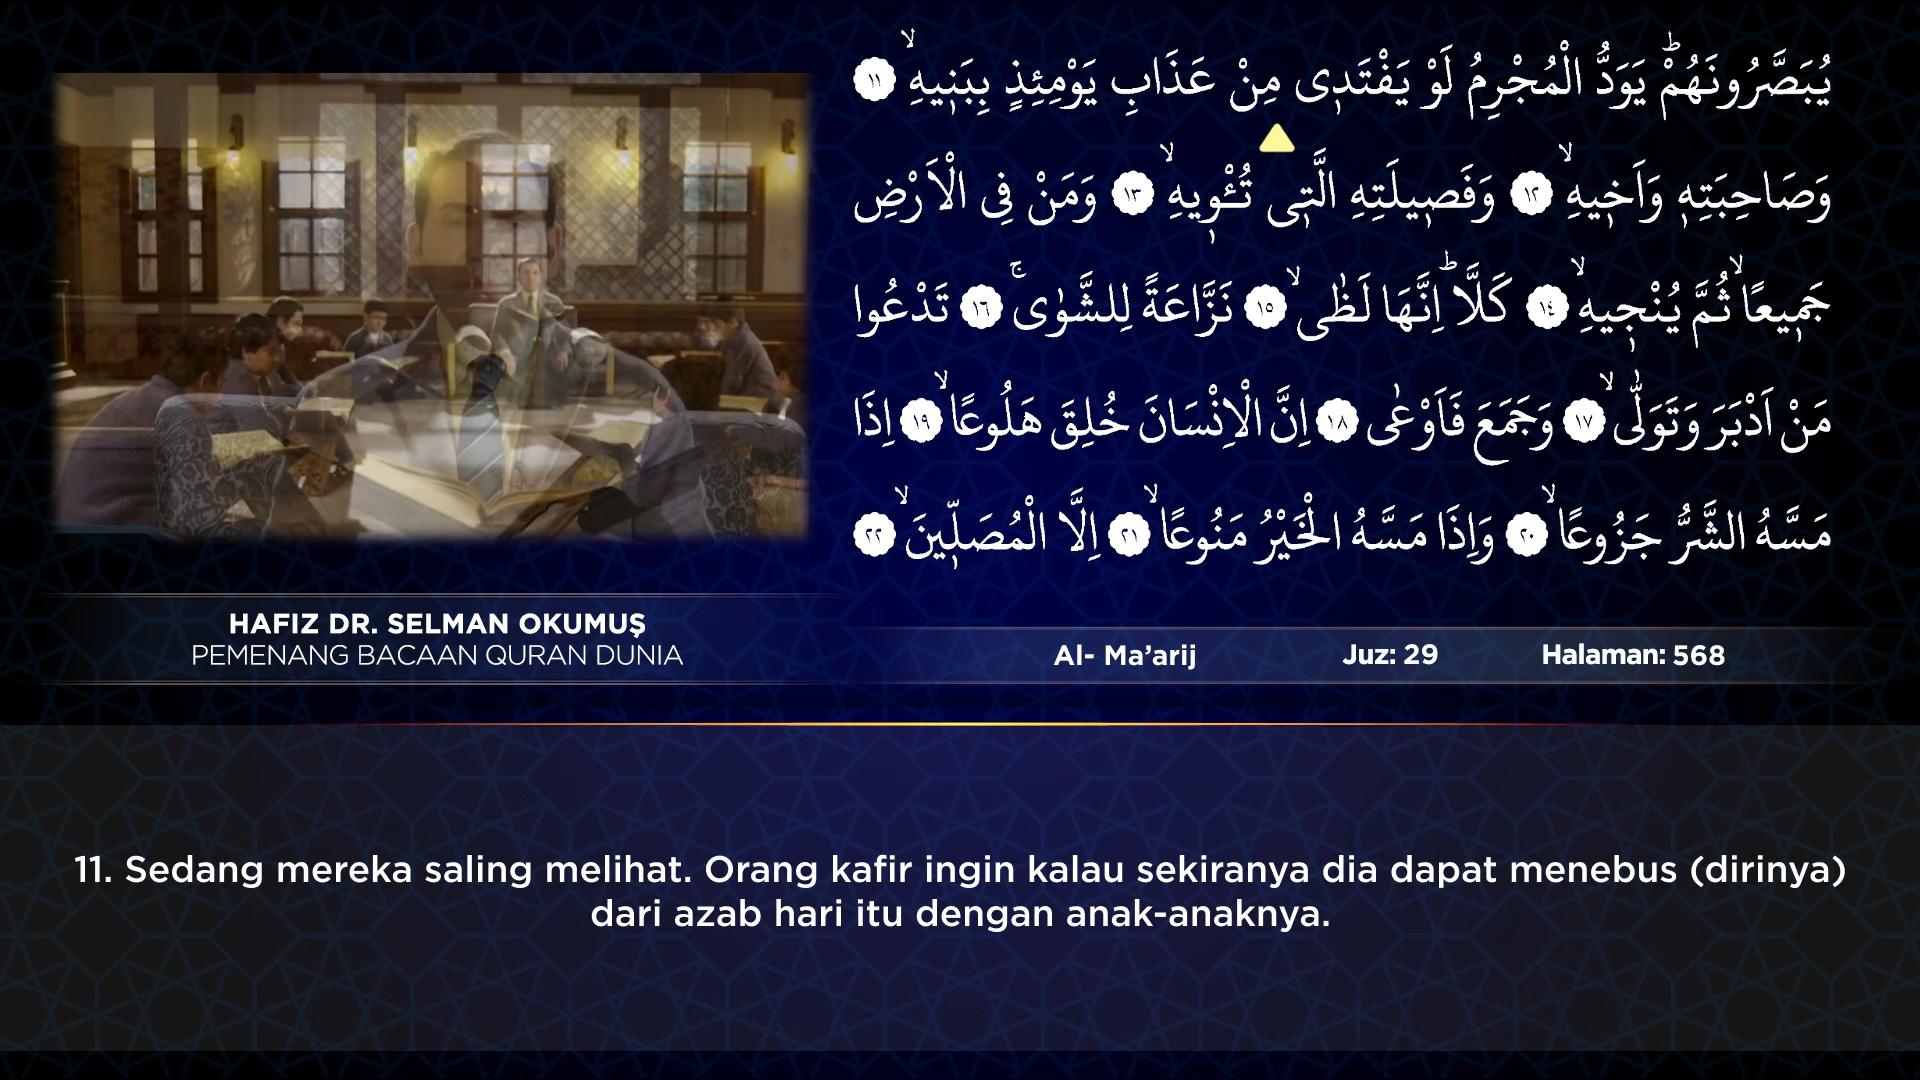 يُبَصَّرُونَهُمْۜ يَوَدُّ الْمُجْرِمُ لَوْ يَفْتَدٖى مِنْ عَذَابِ يَوْمِئِذٍ بِبَنٖيهِۙ ١١
وَصَاحِبَتِهٖ وَاَخٖيهِۙ ١٢ وَفَصٖيلَتِهِ الَّتٖى تُـْٔوٖيهِۙ ١٣ وَمَنْ فِى الْاَرْضِ
جَمٖيعًاۙ ثُمَّ يُنْجٖيهِۙ ١٤ كَلَّاؕ اِنَّهَا لَظٰىۙ ١٥ نَزَّاعَةً لِلشَّوٰىۚ ١٦ تَدْعُوا
مَنْ اَدْبَرَ وَتَوَلّٰىۙ ١٧ وَجَمَعَ فَاَوْعٰى ١٨ اِنَّ الْاِنْسَانَ خُلِقَ هَلُوعًاۙ ١٩ اِذَا
مَسَّهُ الشَّرُّ جَزُوعًاۙ ٢٠ وَاِذَا مَسَّهُ الْخَيْرُ مَنُوعًاۙ ٢١ اِلَّا الْمُصَلّٖينَۙ ٢٢
HAFIZ DR. SELMAN OKUMUŞ
PEMENANG BACAAN QURAN DUNIA
Al- Ma’arij Juz: 29 Halaman: 568
11. Sedang mereka saling melihat. Orang kafir ingin kalau sekiranya dia dapat menebus (dirinya)
dari azab hari itu dengan anak-anaknya.